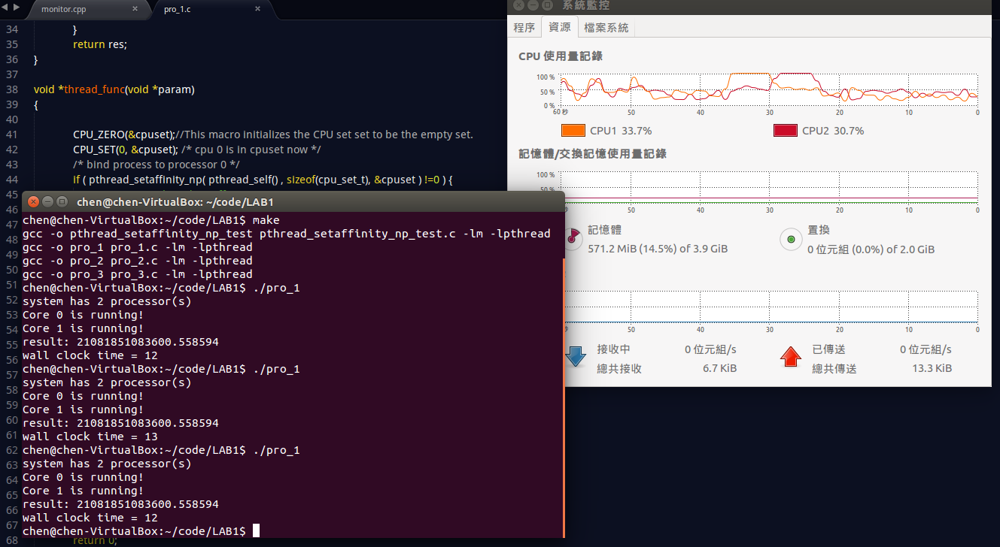 monitor.cpp ×
pro_1.c ×
34 }
35 return res;
36 }
37
38 void *thread_func(void *param)
39 {
40
41 CPU_ZERO(&cpuset);//This macro initializes the CPU set set to be the empty set.
42 CPU_SET(0, &cpuset); /* cpu 0 is in cpuset now */
43 /* bind process to processor 0 */
44 if ( pthread_setaffinity_np( pthread_self() , sizeof(cpu_set_t), &cpuset ) !=0 ) {
45
46
47
48
49
50
51
52
53
54
55
56
57
58
59
60
61
62
63
64
65
66
67
68 return 0;
chen@chen-VirtualBox: ~/code/LAB1
chen@chen-VirtualBox:~/code/LAB1$ make
gcc -o pthread_setaffinity_np_test pthread_setaffinity_np_test.c -lm -lpthread
gcc -o pro_1 pro_1.c -lm -lpthread
gcc -o pro_2 pro_2.c -lm -lpthread
gcc -o pro_3 pro_3.c -lm -lpthread
chen@chen-VirtualBox:~/code/LAB1$ ./pro_1
system has 2 processor(s)
Core 0 is running!
Core 1 is running!
result: 21081851083600.558594
wall clock time = 12
chen@chen-VirtualBox:~/code/LAB1$ ./pro_1
system has 2 processor(s)
Core 0 is running!
Core 1 is running!
result: 21081851083600.558594
wall clock time = 13
chen@chen-VirtualBox:~/code/LAB1$ ./pro_1
system has 2 processor(s)
Core 0 is running!
Core 1 is running!
result: 21081851083600.558594
wall clock time = 12
chen@chen-VirtualBox:~/code/LAB1$
系統監控
程序 資源 檔案系統
CPU 使用量記錄
100 %
50 %
0 %
60 秒 50 40 30 20 10 0
CPU1 33.7% CPU2 30.7%
記憶體/交換記憶使用量記錄
100 %
50 %
50 40 30 20 10 0
記憶體 置換
571.2 MiB (14.5%) of 3.9 GiB 0 位元組 (0.0%) of 2.0 GiB
50 40 30 20 10 0
接收中 0 位元組/s 已傳送 0 位元組/s
總共接收 6.7 KiB 總共傳送 13.3 KiB